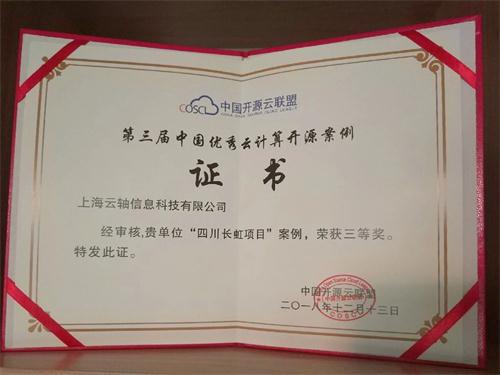 COSCL 中国开源云联盟
第三届中国优秀云计算开源案例
证书
上海云轴信息科技有限公司
经审核,贵单位“四川长虹项目”案例，荣获三等奖。
特发此证。
中国开源云联盟
二〇一八年十二月十三日